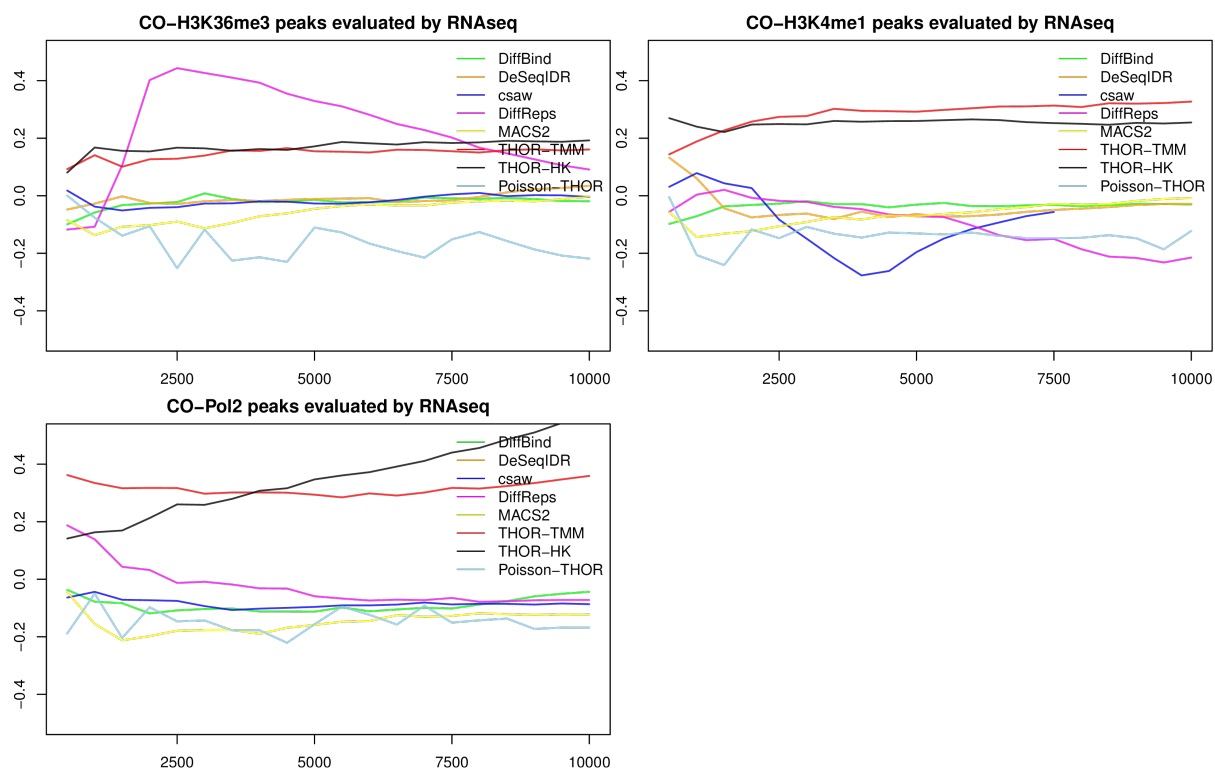 CO−H3K36me3 peaks evaluated by RNAseq
0.4
0.2
0.0
−0.2
−0.4
DiffBind
DeSeqIDR
csaw
DiffReps
MACS2
THOR−TMM
THOR−HK
Poisson−THOR
2500
5000
7500
10000
CO−H3K4me1 peaks evaluated by RNAseq
0.4
0.2
0.0
−0.2
−0.4
DiffBind
DeSeqIDR
csaw
DiffReps
MACS2
THOR−TMM
THOR−HK
Poisson−THOR
2500
5000
7500
10000
CO−Pol2 peaks evaluated by RNAseq
0.4
0.2
0.0
−0.2
−0.4
DiffBind
DeSeqIDR
csaw
DiffReps
MACS2
THOR−TMM
THOR−HK
Poisson−THOR
2500
5000
7500
10000